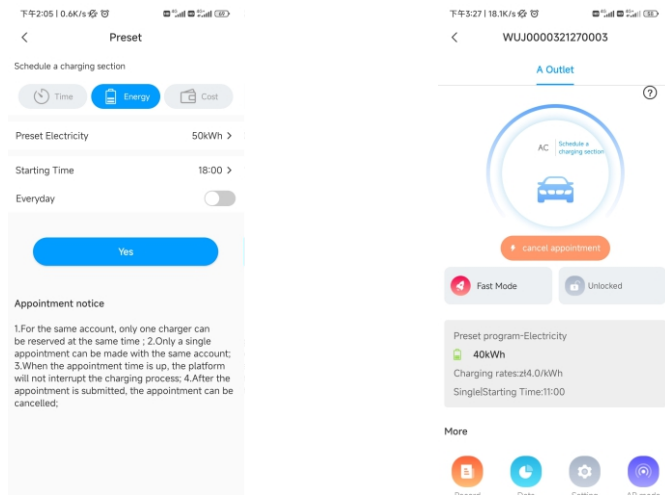 下午2:05 | 0.6K/s
Preset
Schedule a charging section
Time
Energy
Cost
Preset Electricity
50kWh >
Starting Time
18:00 >
Everyday
Yes
Appointment notice
1.For the same account, only one charger can
be reserved at the same time ; 2.Only a single
appointment can be made with the same account;
3.When the appointment time is up, the platform
will not interrupt the charging process; 4.After the
appointment is submitted, the appointment can be
cancelled;
下午3:27 | 18.1K/s
WUJ0000321270003
A Outlet
AC
Schedule a
charging section
cancel appointment
Fast Mode
Unlocked
Preset program-Electricity
40kWh
Charging rates:zł4.0/kWh
Single|Starting Time:11:00
More